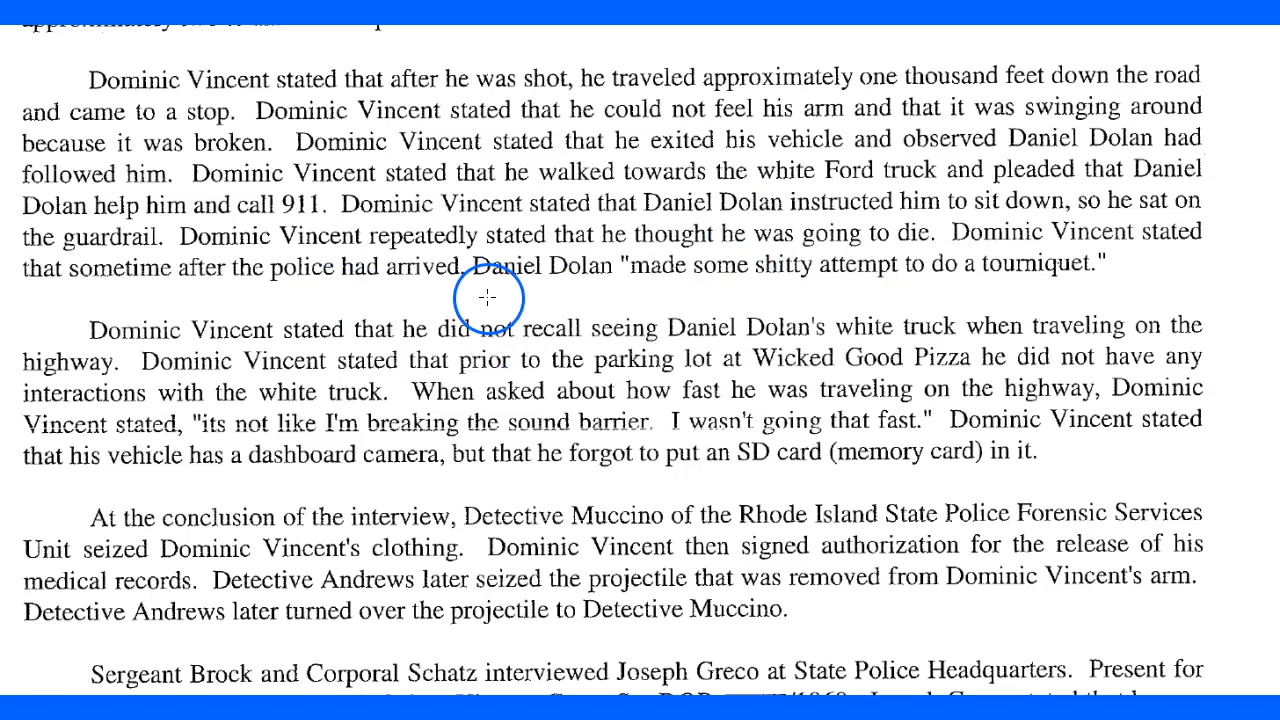 Dominic Vincent stated that after he was shot, he traveled approximately one thousand feet down the road
and came to a stop. Dominic Vincent stated that he could not feel his arm and that it was swinging around
because it was broken. Dominic Vincent stated that he exited his vehicle and observed Daniel Dolan had
followed him. Dominic Vincent stated that he walked towards the white Ford truck and pleaded that Daniel
Dolan help him and call 911. Dominic Vincent stated that Daniel Dolan instructed him to sit down, so he sat on
the guardrail. Dominic Vincent repeatedly stated that he thought he was going to die. Dominic Vincent stated
that sometime after the police had arrived, Daniel Dolan "made some shitty attempt to do a tourniquet."
Dominic Vincent stated that he did not recall seeing Daniel Dolan's white truck when traveling on the
highway. Dominic Vincent stated that prior to the parking lot at Wicked Good Pizza he did not have any
interactions with the white truck. When asked about how fast he was traveling on the highway, Dominic
Vincent stated, "its not like I'm breaking the sound barrier. I wasn't going that fast." Dominic Vincent stated
that his vehicle has a dashboard camera, but that he forgot to put an SD card (memory card) in it.
At the conclusion of the interview, Detective Muccino of the Rhode Island State Police Forensic Services
Unit seized Dominic Vincent's clothing. Dominic Vincent then signed authorization for the release of his
medical records. Detective Andrews later seized the projectile that was removed from Dominic Vincent's arm.
Detective Andrews later turned over the projectile to Detective Muccino.
Sergeant Brock and Corporal Schatz interviewed Joseph Greco at State Police Headquarters. Present for